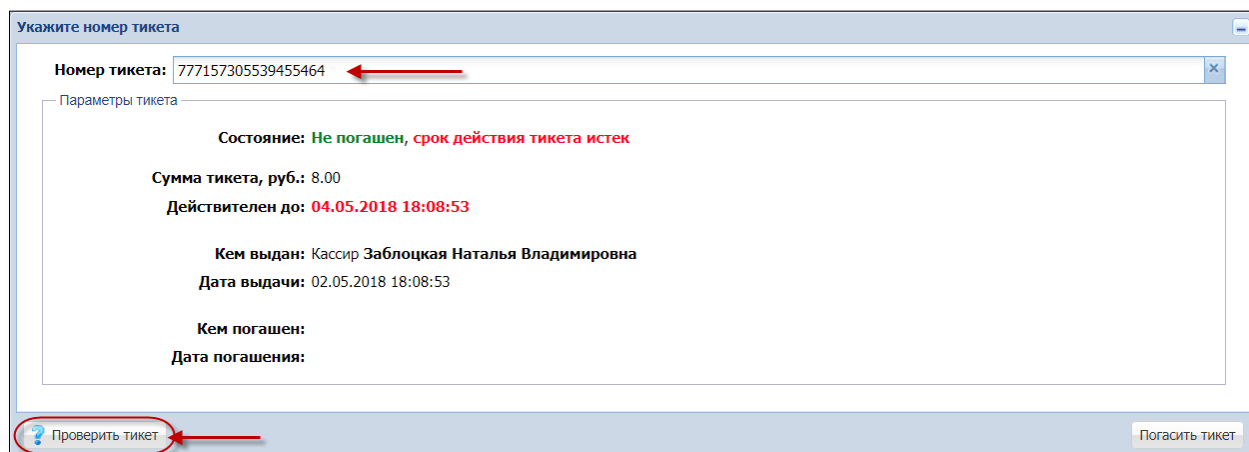 Укажите номер тикета
Номер тикета: 777157305539455464
Параметры тикета
Состояние: Не погашен, срок действия тикета истек
Сумма тикета, руб.: 8.00
Действителен до: 04.05.2018 18:08:53
Кем выдан: Кассир Заблоцкая Наталья Владимировна
Дата выдачи: 02.05.2018 18:08:53
Кем погашен:
Дата погашения:
Проверить тикет Погасить тикет